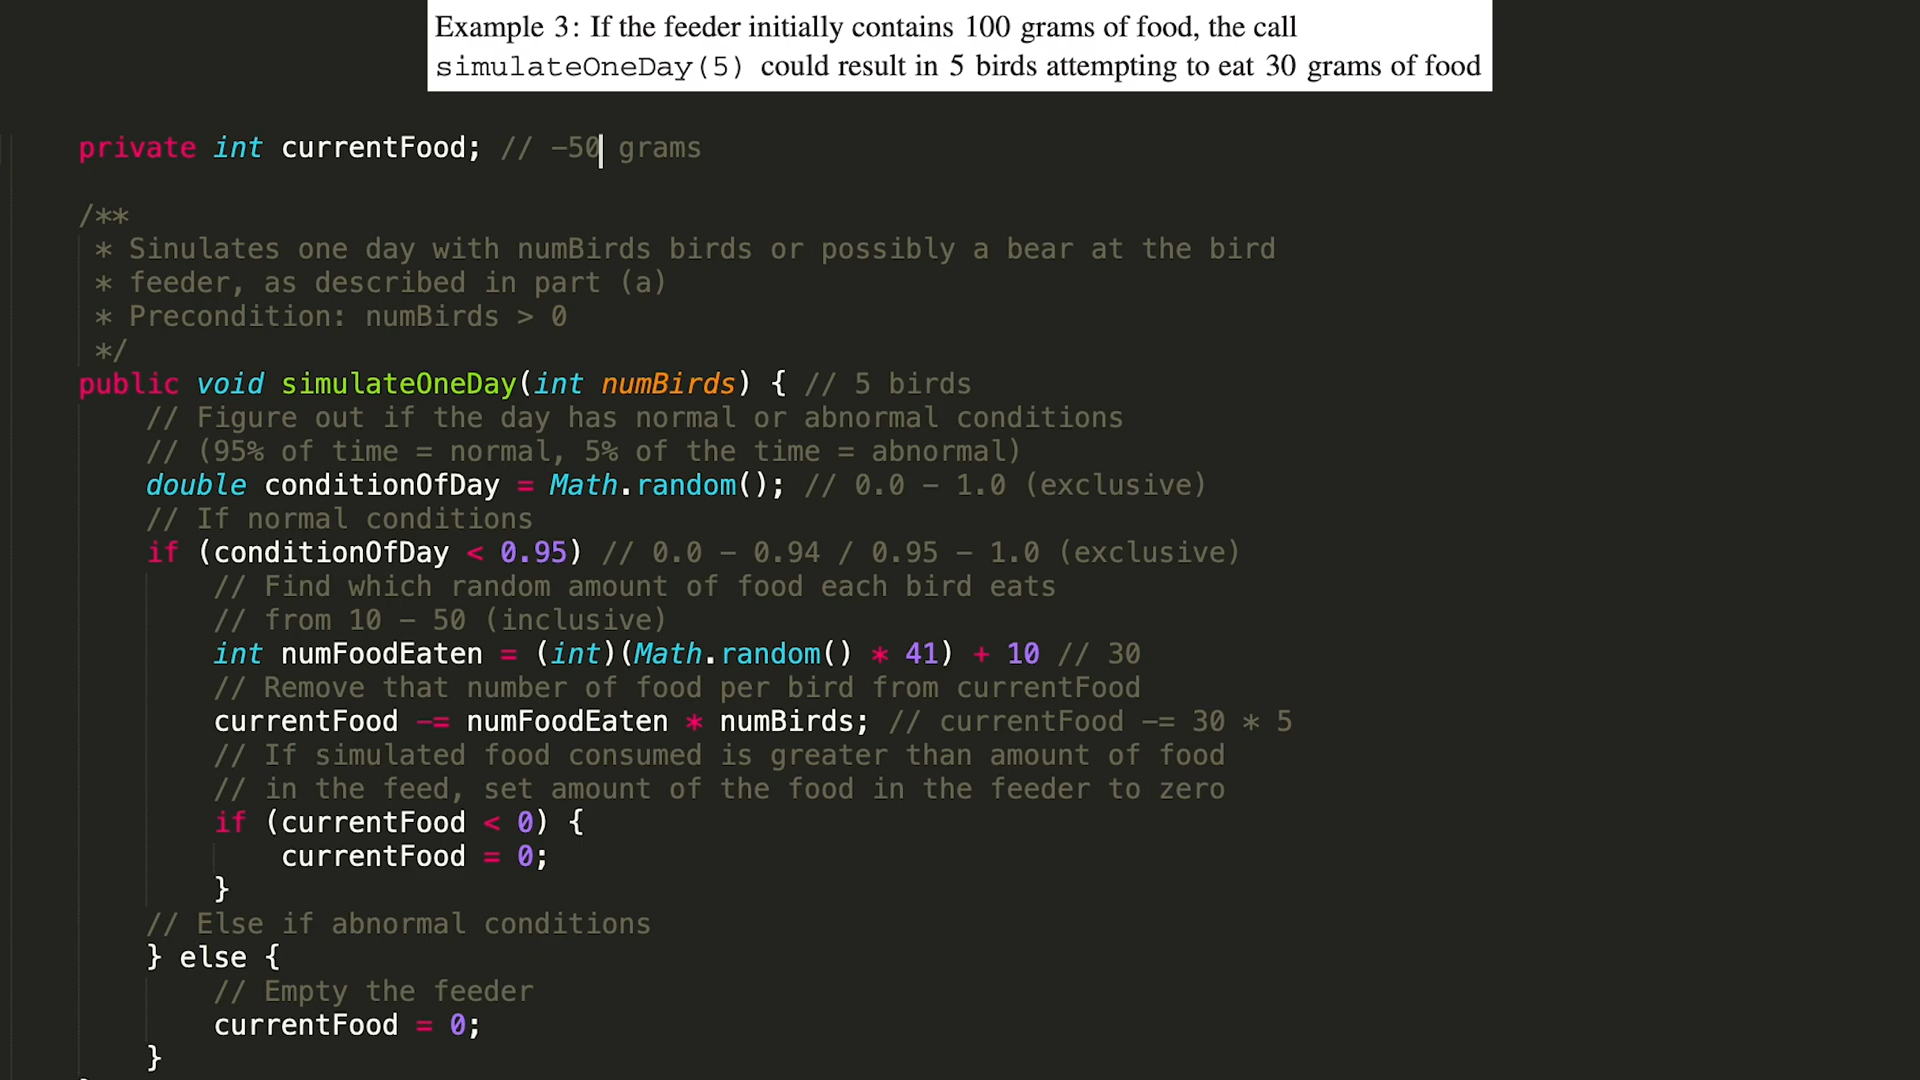 Example 3: If the feeder initially contains 100 grams of food, the call
simulateOneDay(5) could result in 5 birds attempting to eat 30 grams of food
private int currentFood; // -50 grams
/**
* Sinulates one day with numBirds birds or possibly a bear at the bird
* feeder, as described in part (a)
* Precondition: numBirds > 0
*/
public void simulateOneDay(int numBirds) { // 5 birds
// Figure out if the day has normal or abnormal conditions
// (95% of time = normal, 5% of the time = abnormal)
double conditionOfDay = Math.random(); // 0.0 - 1.0 (exclusive)
// If normal conditions
if (conditionOfDay < 0.95) // 0.0 - 0.94 / 0.95 - 1.0 (exclusive)
// Find which random amount of food each bird eats
// from 10 - 50 (inclusive)
int numFoodEaten = (int)(Math.random() * 41) + 10 // 30
// Remove that number of food per bird from currentFood
currentFood -= numFoodEaten * numBirds; // currentFood -= 30 * 5
// If simulated food consumed is greater than amount of food
// in the feed, set amount of the food in the feeder to zero
if (currentFood < 0) {
currentFood = 0;
}
// Else if abnormal conditions
} else {
// Empty the feeder
currentFood = 0;
}